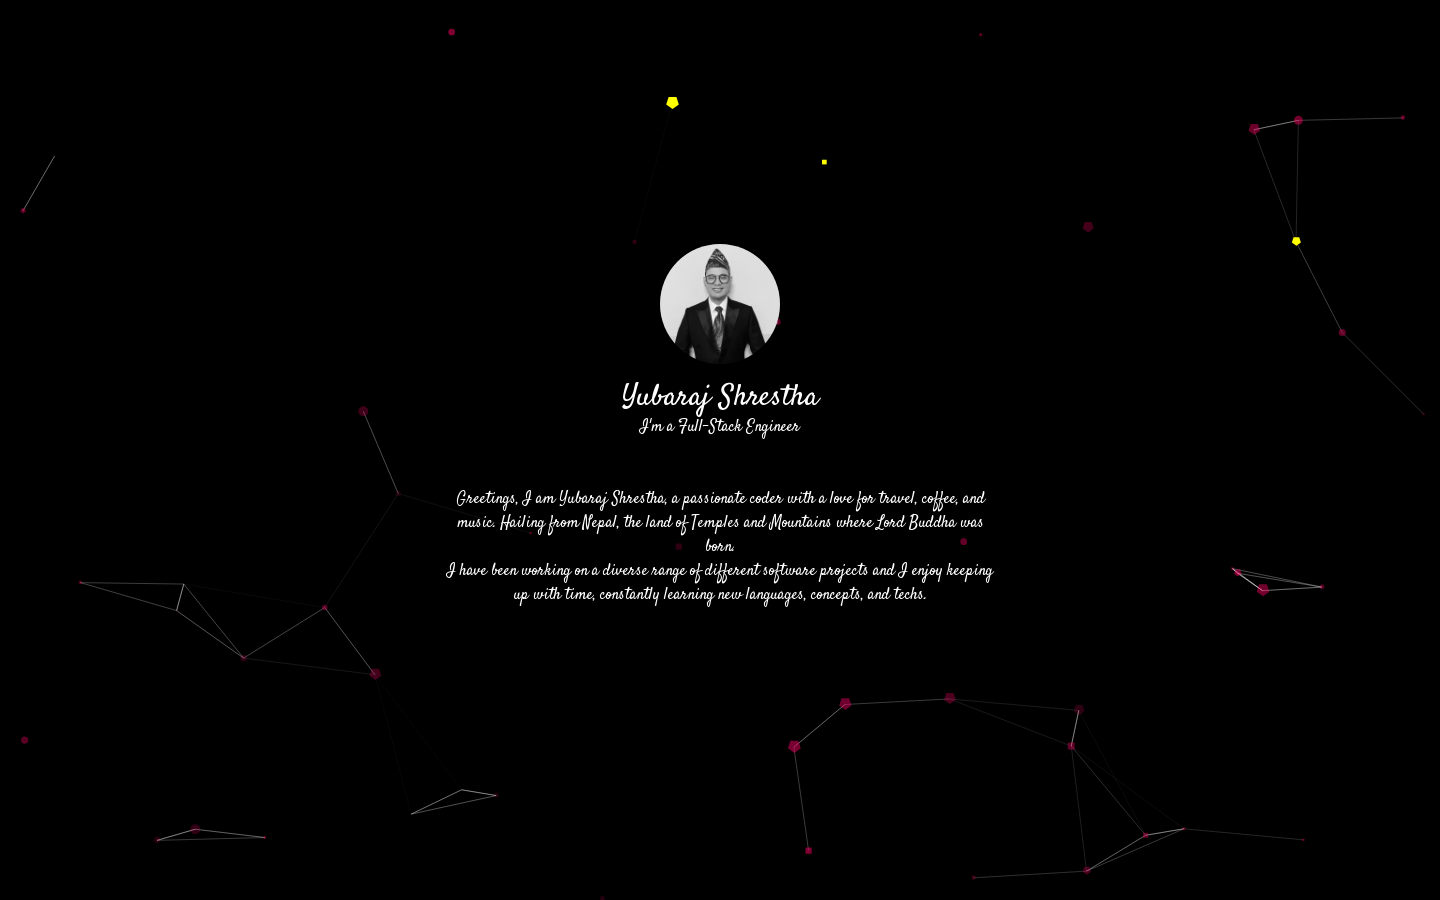 Yubaraj Shrestha
I'm a Full-Stack Engineer
Greetings, I am Yubaraj Shrestha, a passionate coder with a love for travel, coffee, and
music. Hailing from Nepal, the land of Temples and Mountains where Lord Buddha was
born.
I have been working on a diverse range of different software projects and I enjoy keeping
up with time, constantly learning new languages, concepts, and techs.